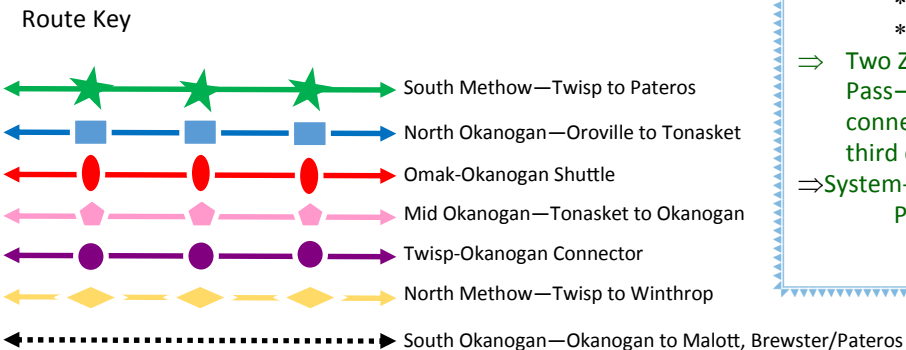 Route Key
South Methow—Twisp to Pateros
North Okanogan—Oroville to Tonasket
Omak-Okanogan Shuttle
Mid Okanogan—Tonasket to Okanogan
Twisp-Okanogan Connector
North Methow—Twisp to Winthrop
South Okanogan—Okanogan to Malott, Brewster/Pateros
*
*
⇒ Two Z
Pass—
conne
third
⇒System-
P